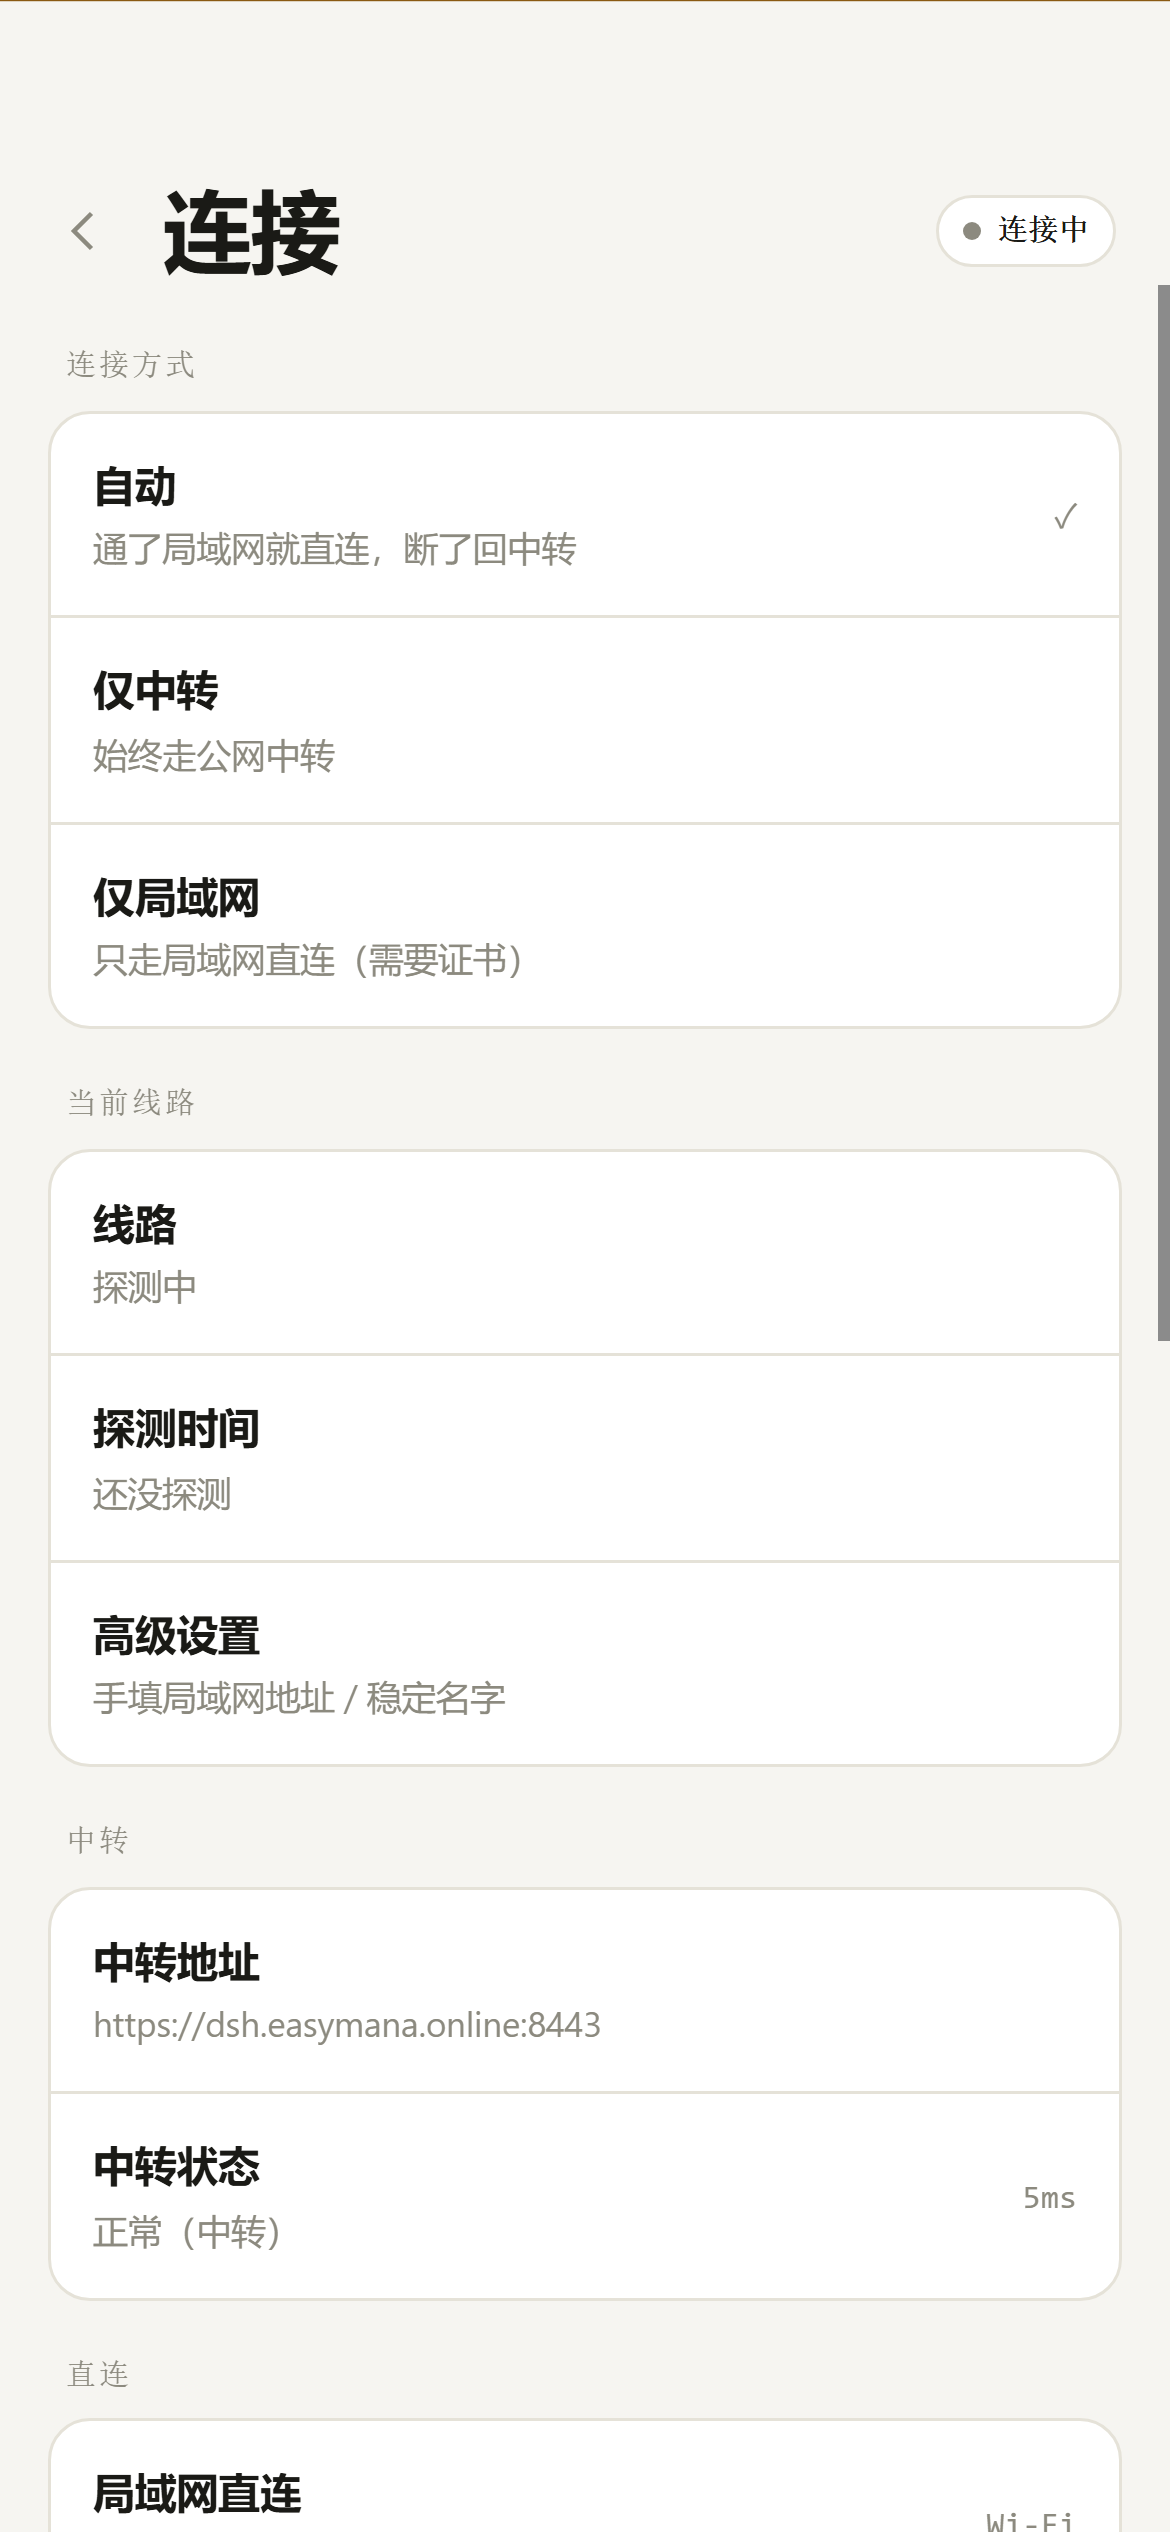 连接
连接中
连接方式
自动
通了局域网就直连，断了回中转
✓
仅中转
始终走公网中转
仅局域网
只走局域网直连（需要证书）
当前线路
线路
探测中
探测时间
还没探测
高级设置
手填局域网地址 / 稳定名字
中转
中转地址
https://dsh.easymana.online:8443
中转状态
正常（中转）
5ms
直连
局域网直连
Wi-Fi